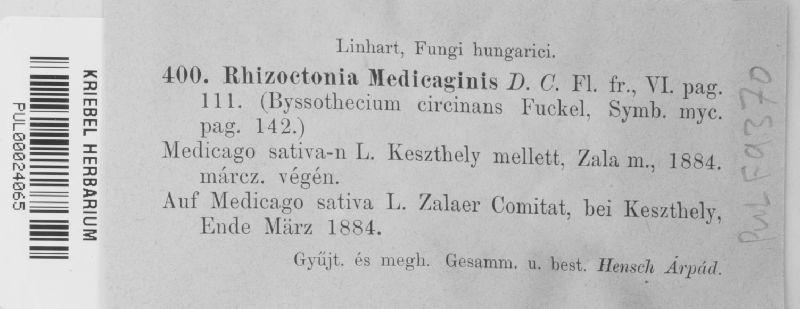 Linhart, Fungi hungarici.
400. Rhizoctonia Medicaginis D. C. Fl. fr., VI. pag.
111. (Byssothecium circinans Fuckel, Symb. myc.
pag. 142.)
Medicago sativa-n L. Keszthely mellett, Zala m., 1884.
márcz. végén.
Auf Medicago sativa L. Zalaer Comitat, bei Keszthely,
Ende März 1884.
Gyűjt. és megh. Gesamm. u. best. Hensch Árpád.
KRIEBEL HERBARIUM
PUL00024065
PUL F9370